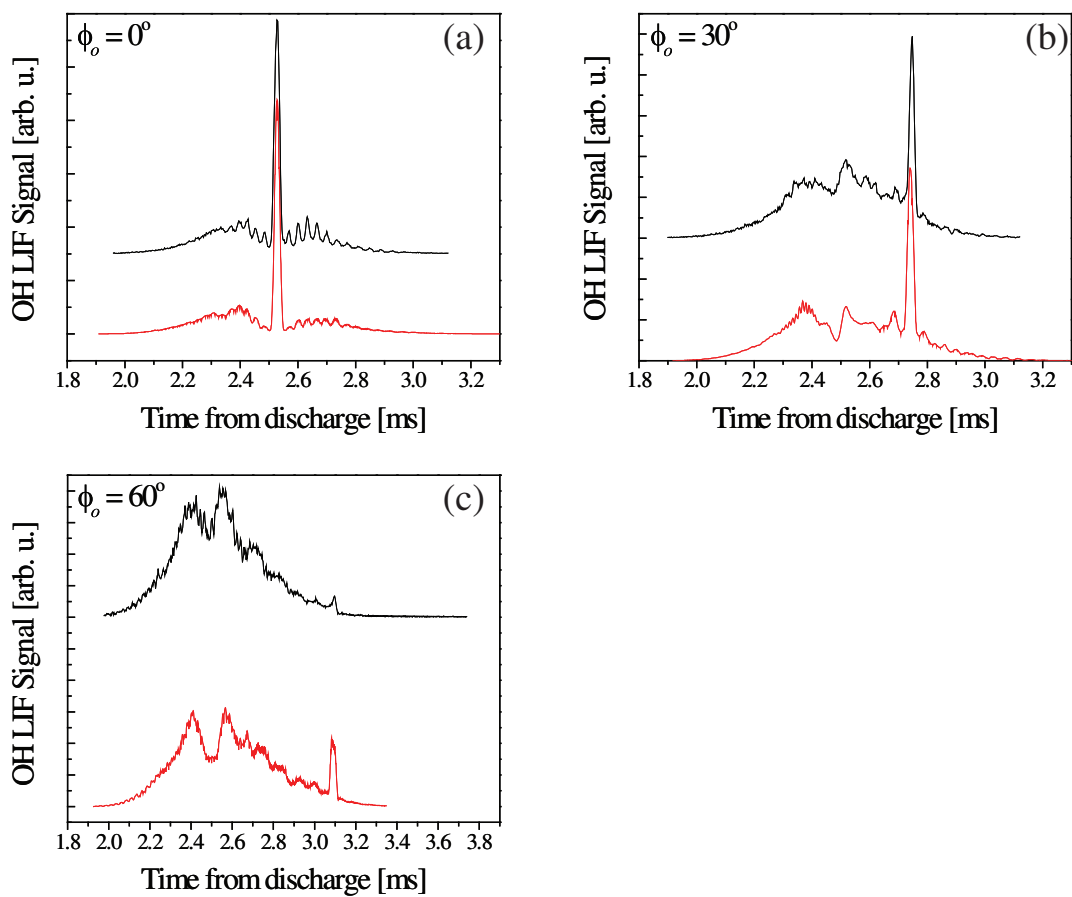 ϕₒ = 0º
(a)
OH LIF Signal [arb. u.]
1.8 2.0 2.2 2.4 2.6 2.8 3.0 3.2
Time from discharge [ms]
ϕₒ = 30º
(b)
OH LIF Signal [arb. u.]
1.8 2.0 2.2 2.4 2.6 2.8 3.0 3.2
Time from discharge [ms]
ϕₒ = 60º
(c)
OH LIF Signal [arb. u.]
1.8 2.0 2.2 2.4 2.6 2.8 3.0 3.2 3.4 3.6 3.8
Time from discharge [ms]